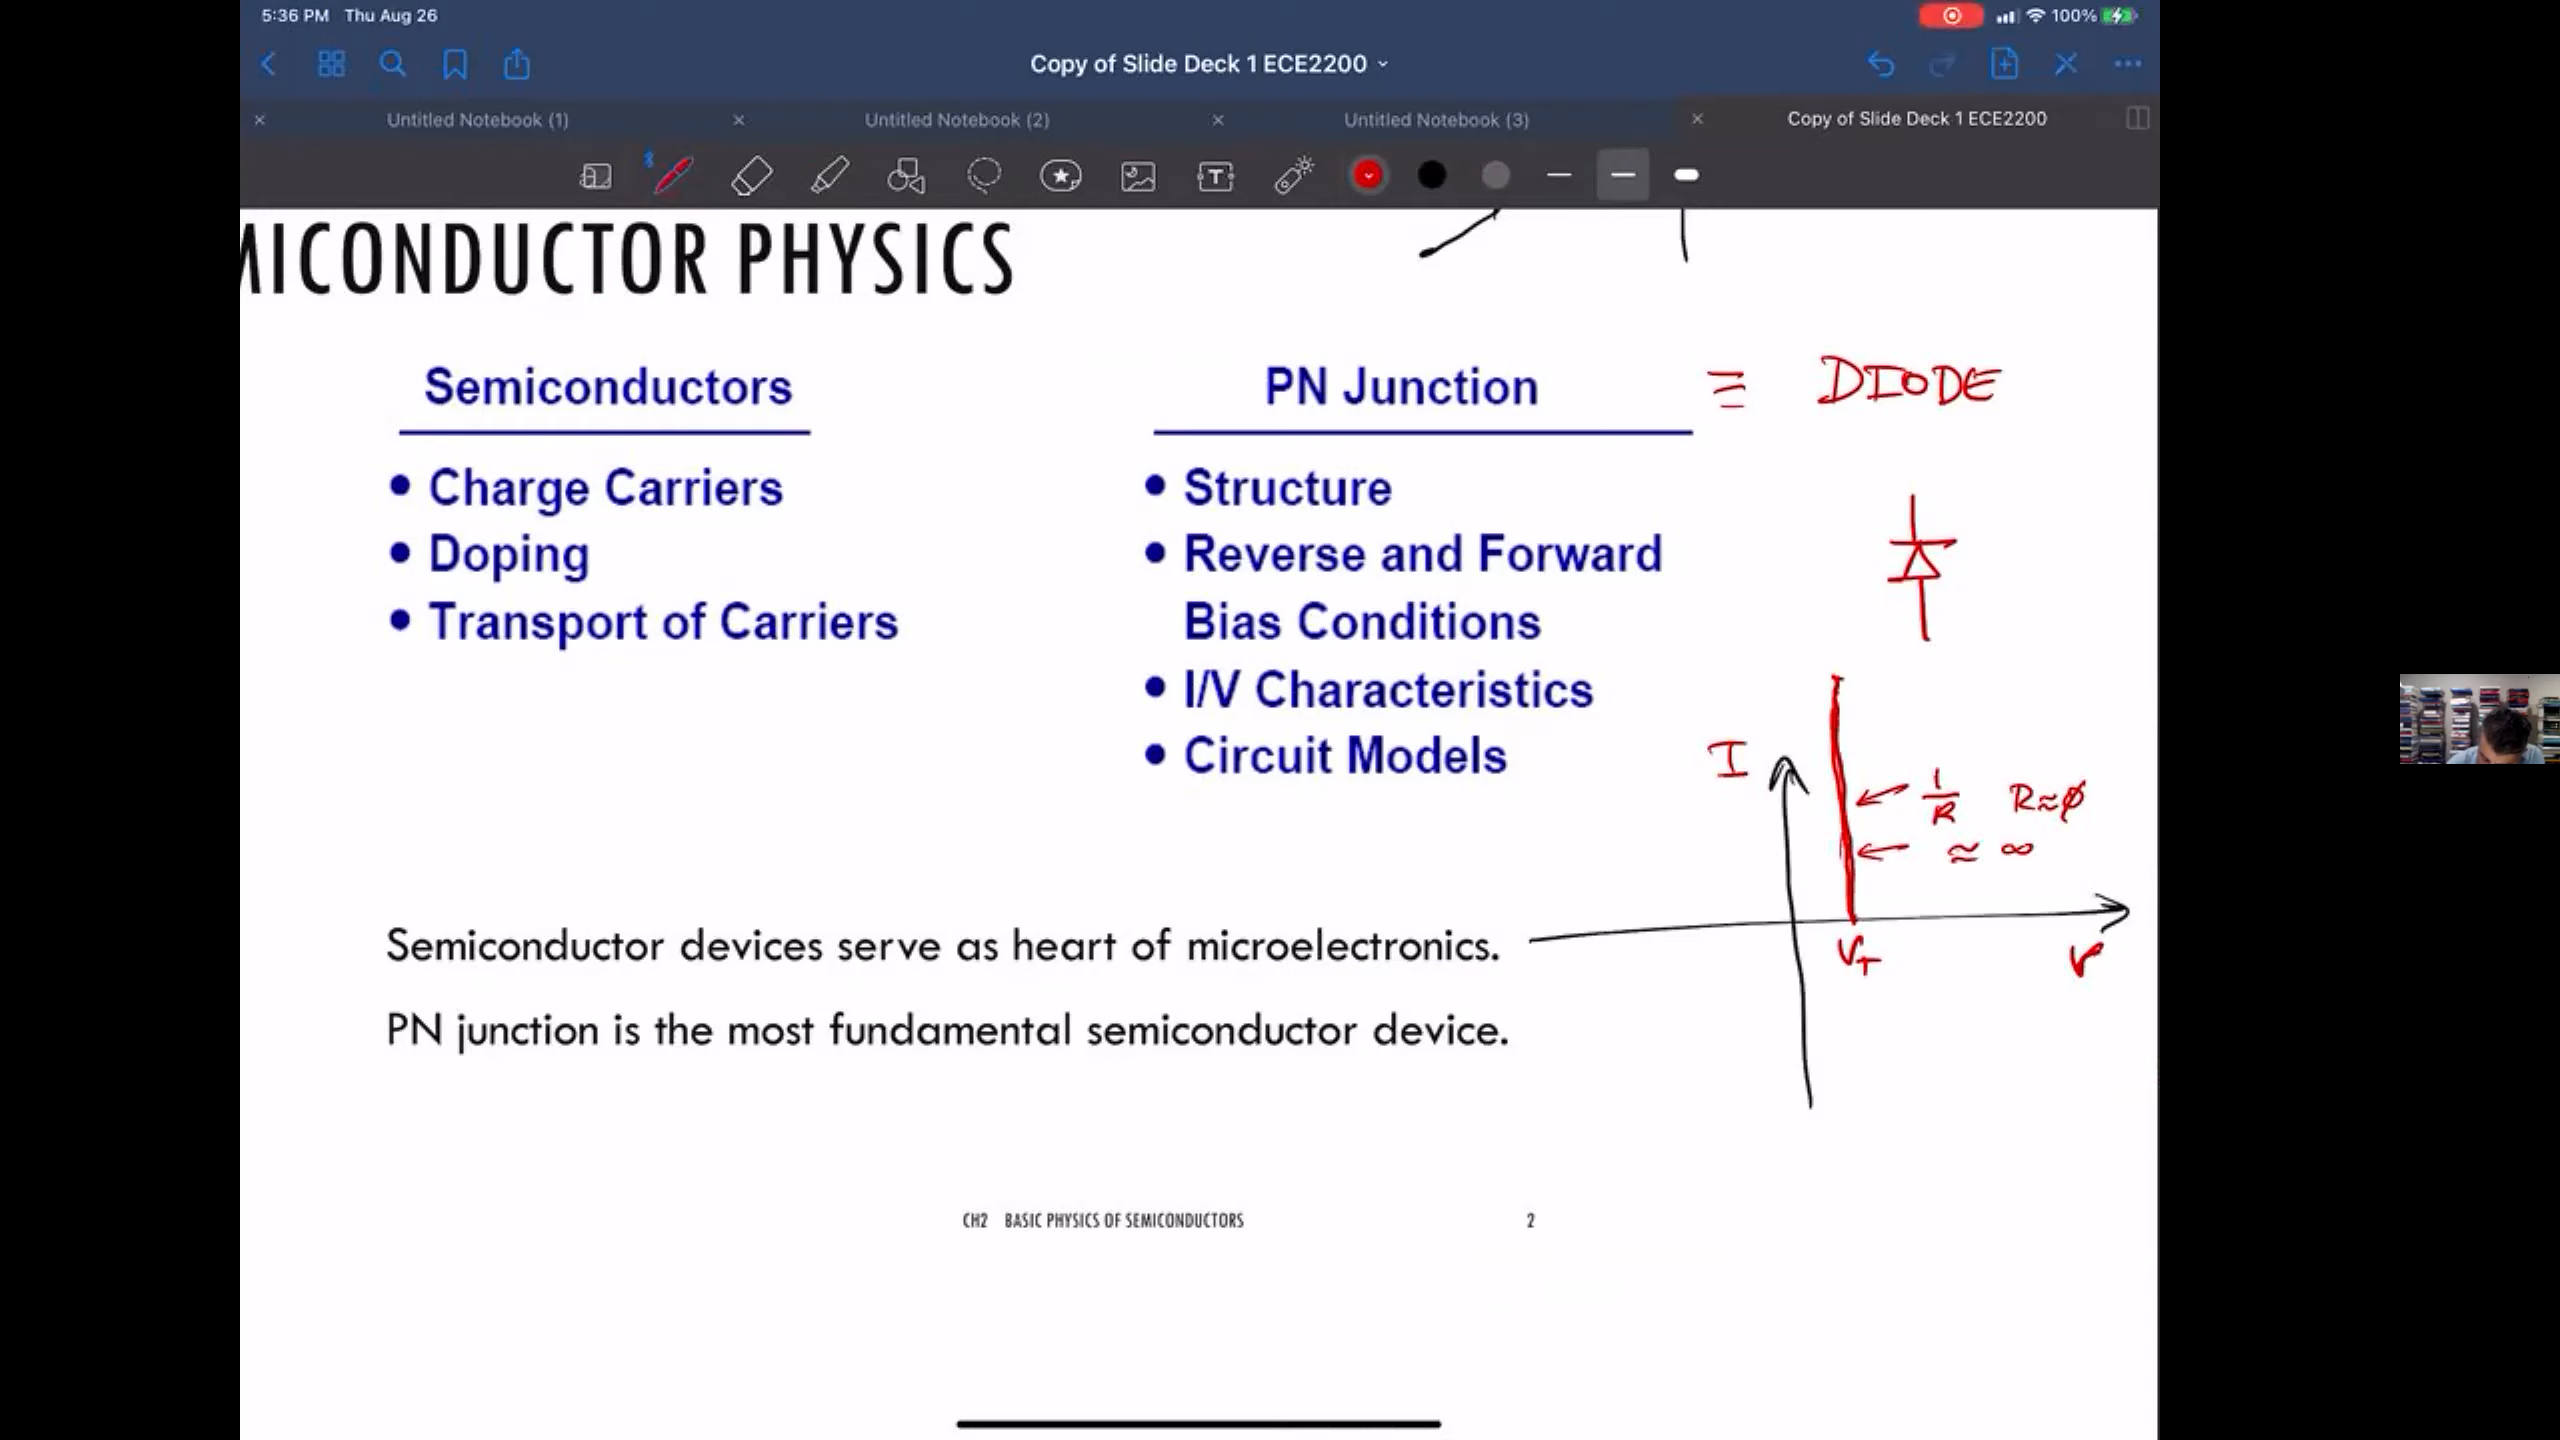 5:36 PM Thu Aug 26
100%
Copy of Slide Deck 1 ECE2200
Untitled Notebook (1)
Untitled Notebook (2)
Untitled Notebook (3)
Copy of Slide Deck 1 ECE2200
MICONDUCTOR PHYSICS
Semiconductors
• Charge Carriers
• Doping
• Transport of Carriers
PN Junction ≡ DIODE
• Structure
• Reverse and Forward
Bias Conditions
• I/V Characteristics
• Circuit Models
I
1/R R≈∅
≈ ∞
V_T
V
Semiconductor devices serve as heart of microelectronics.
PN junction is the most fundamental semiconductor device.
CH2 BASIC PHYSICS OF SEMICONDUCTORS 2